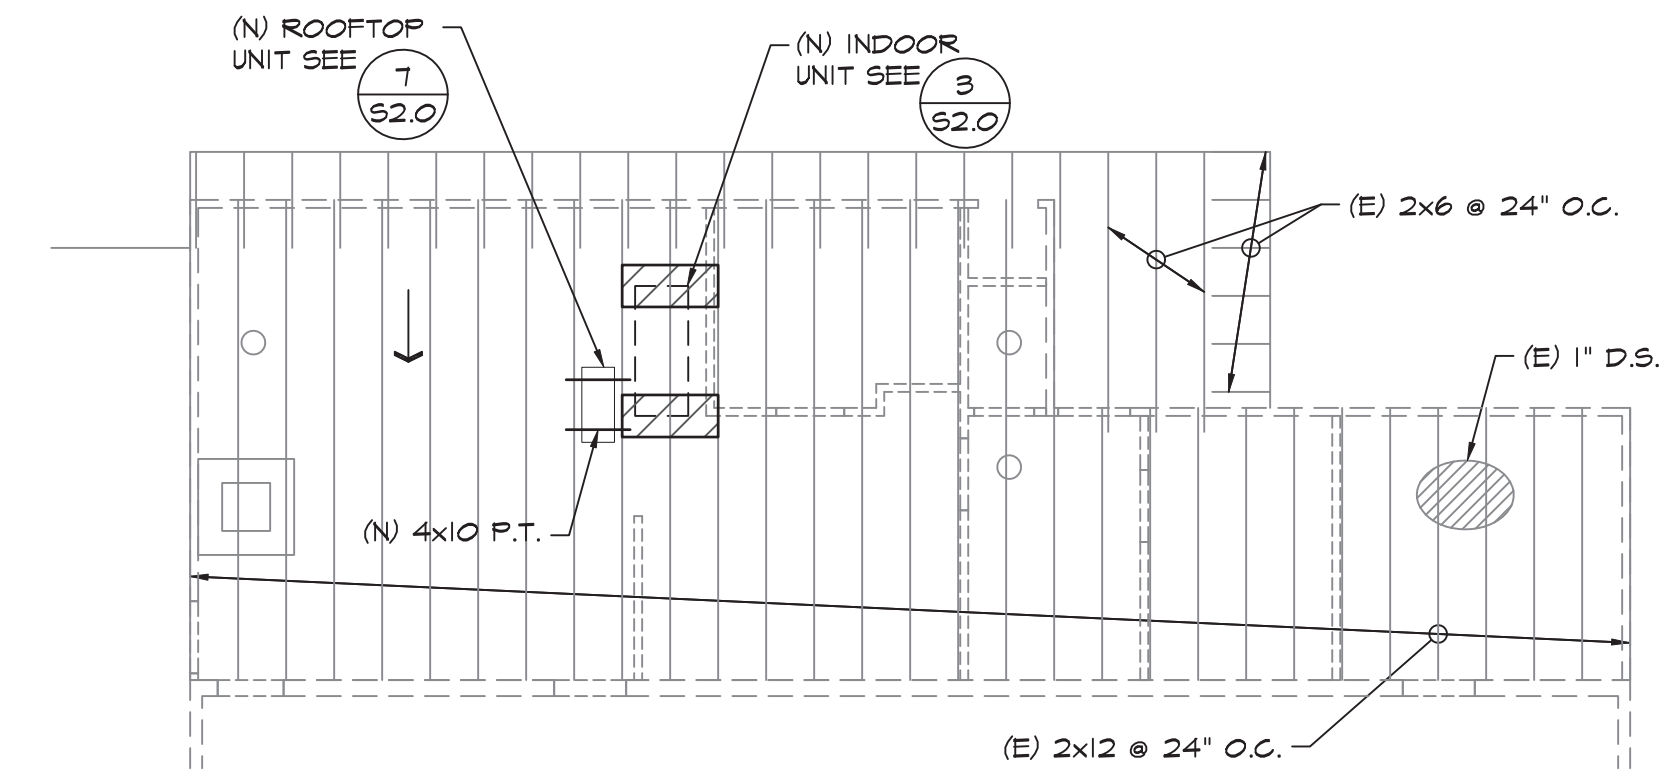 (N) ROOFTOP
UNIT SEE
7
S2.0
(N) INDOOR
UNIT SEE
3
S2.0
(E) 2x6 @ 24" O.C.
(E) 1" D.S.
(N) 4x10 P.T.
(E) 2x12 @ 24" O.C.